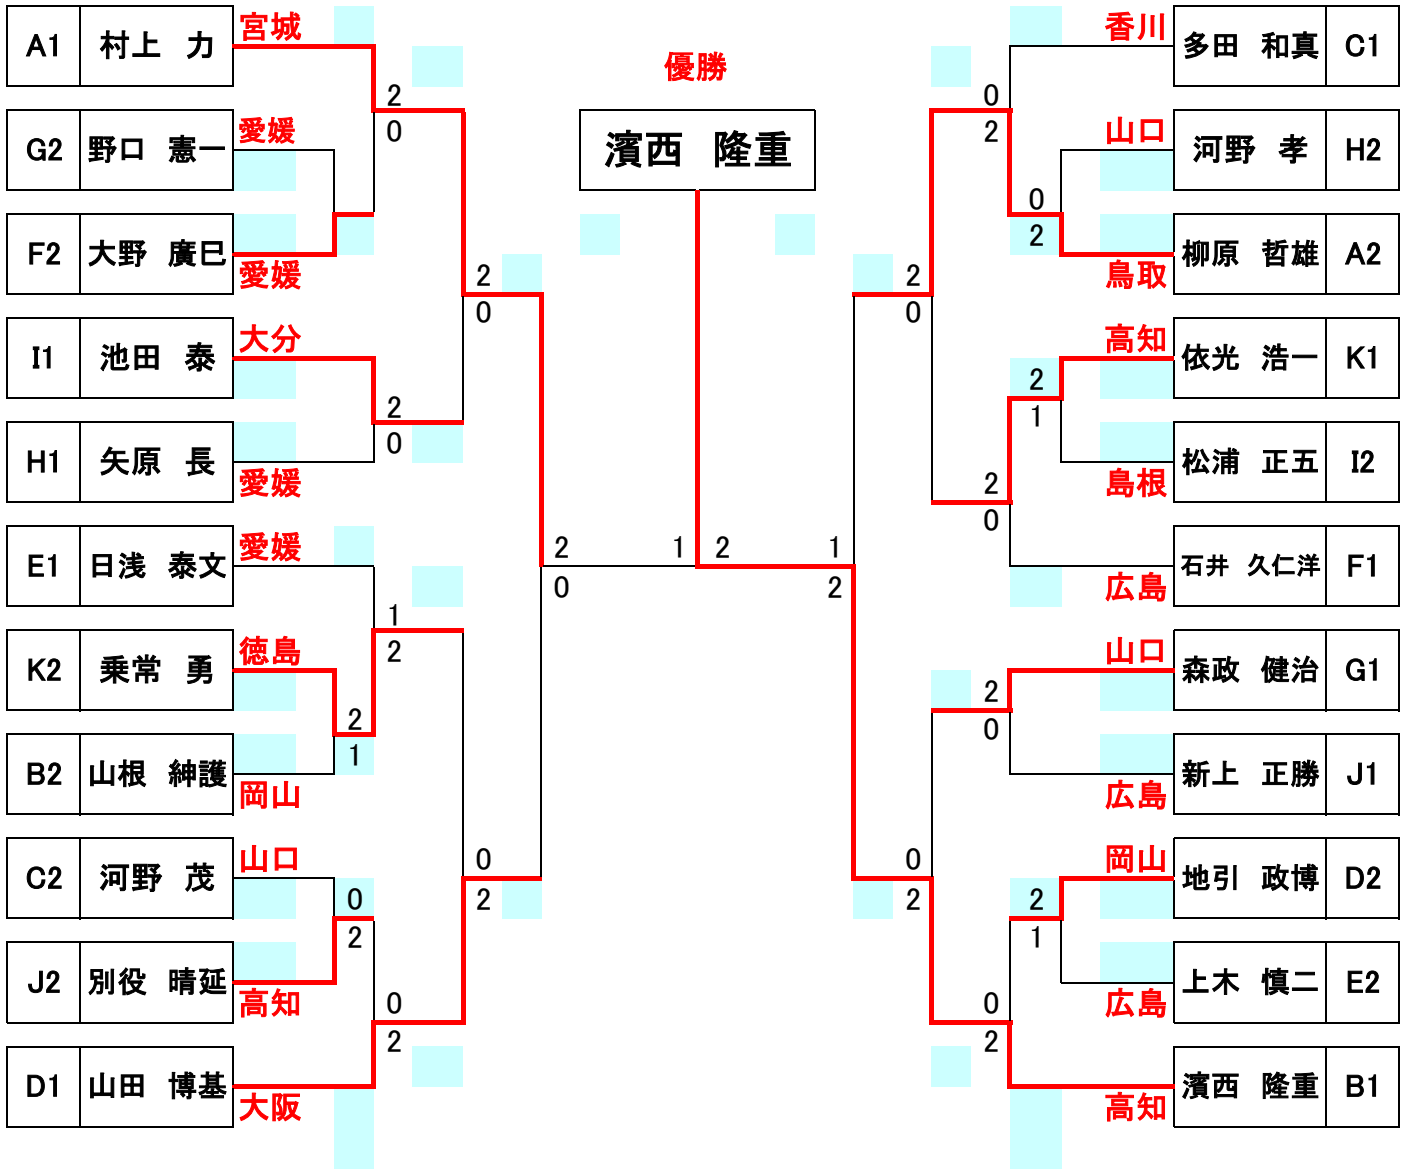 優勝
濱西　隆重
A1 村上　力 宮城
G2 野口　憲一 愛媛
F2 大野　廣巳 愛媛
I1 池田　泰 大分
H1 矢原　長 愛媛
E1 日浅　泰文 愛媛
K2 乗常　勇 徳島
B2 山根　紳護 岡山
C2 河野　茂 山口
J2 別役　晴延 高知
D1 山田　博基 大阪
2
0
2
0
2
0
1
2
2
1
0
2
0
2
0
2
2
0
1 2
1
2
2
0
0
2
0
2
2
1
2
0
2
0
0
2
2
1
0
2
香川 多田　和真 C1
山口 河野　孝 H2
鳥取 柳原　哲雄 A2
高知 依光　浩一 K1
島根 松浦　正五 I2
広島 石井　久仁洋 F1
山口 森政　健治 G1
広島 新上　正勝 J1
岡山 地引　政博 D2
広島 上木　慎二 E2
高知 濱西　隆重 B1